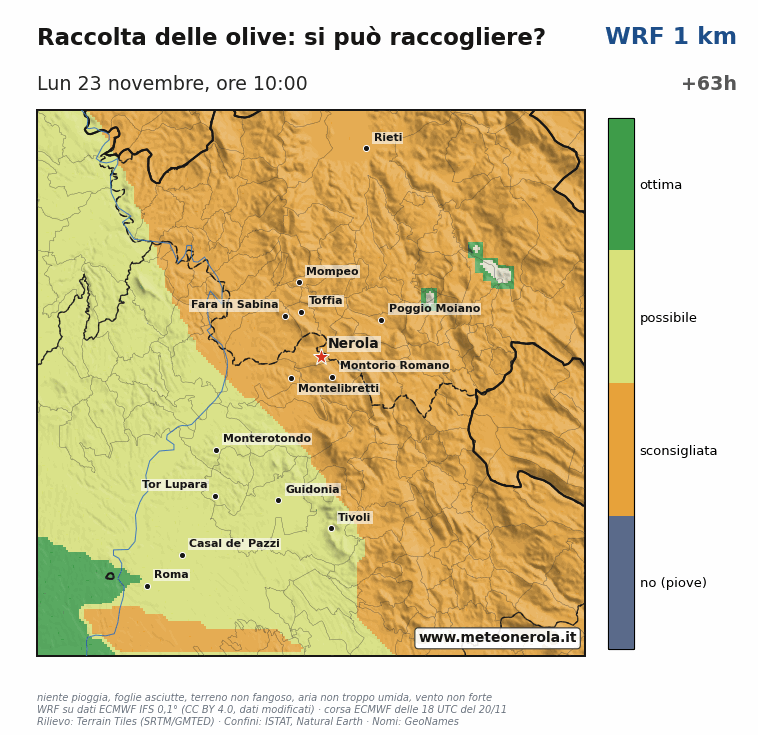 Raccolta delle olive: si può raccogliere?
WRF 1 km
Lun 23 novembre, ore 10:00
+63h
Rieti
Mompeo
Fara in Sabina
Toffia
Poggio Moiano
Nerola
Montorio Romano
Montelibretti
Monterotondo
Tor Lupara
Guidonia
Tivoli
Casal de' Pazzi
Roma
www.meteonerola.it
ottima
possibile
sconsigliata
no (piove)
niente pioggia, foglie asciutte, terreno non fangoso, aria non troppo umida, vento non forte
WRF su dati ECMWF IFS 0,1° (CC BY 4.0, dati modificati) · corsa ECMWF delle 18 UTC del 20/11
Rilievo: Terrain Tiles (SRTM/GMTED) · Confini: ISTAT, Natural Earth · Nomi: GeoNames